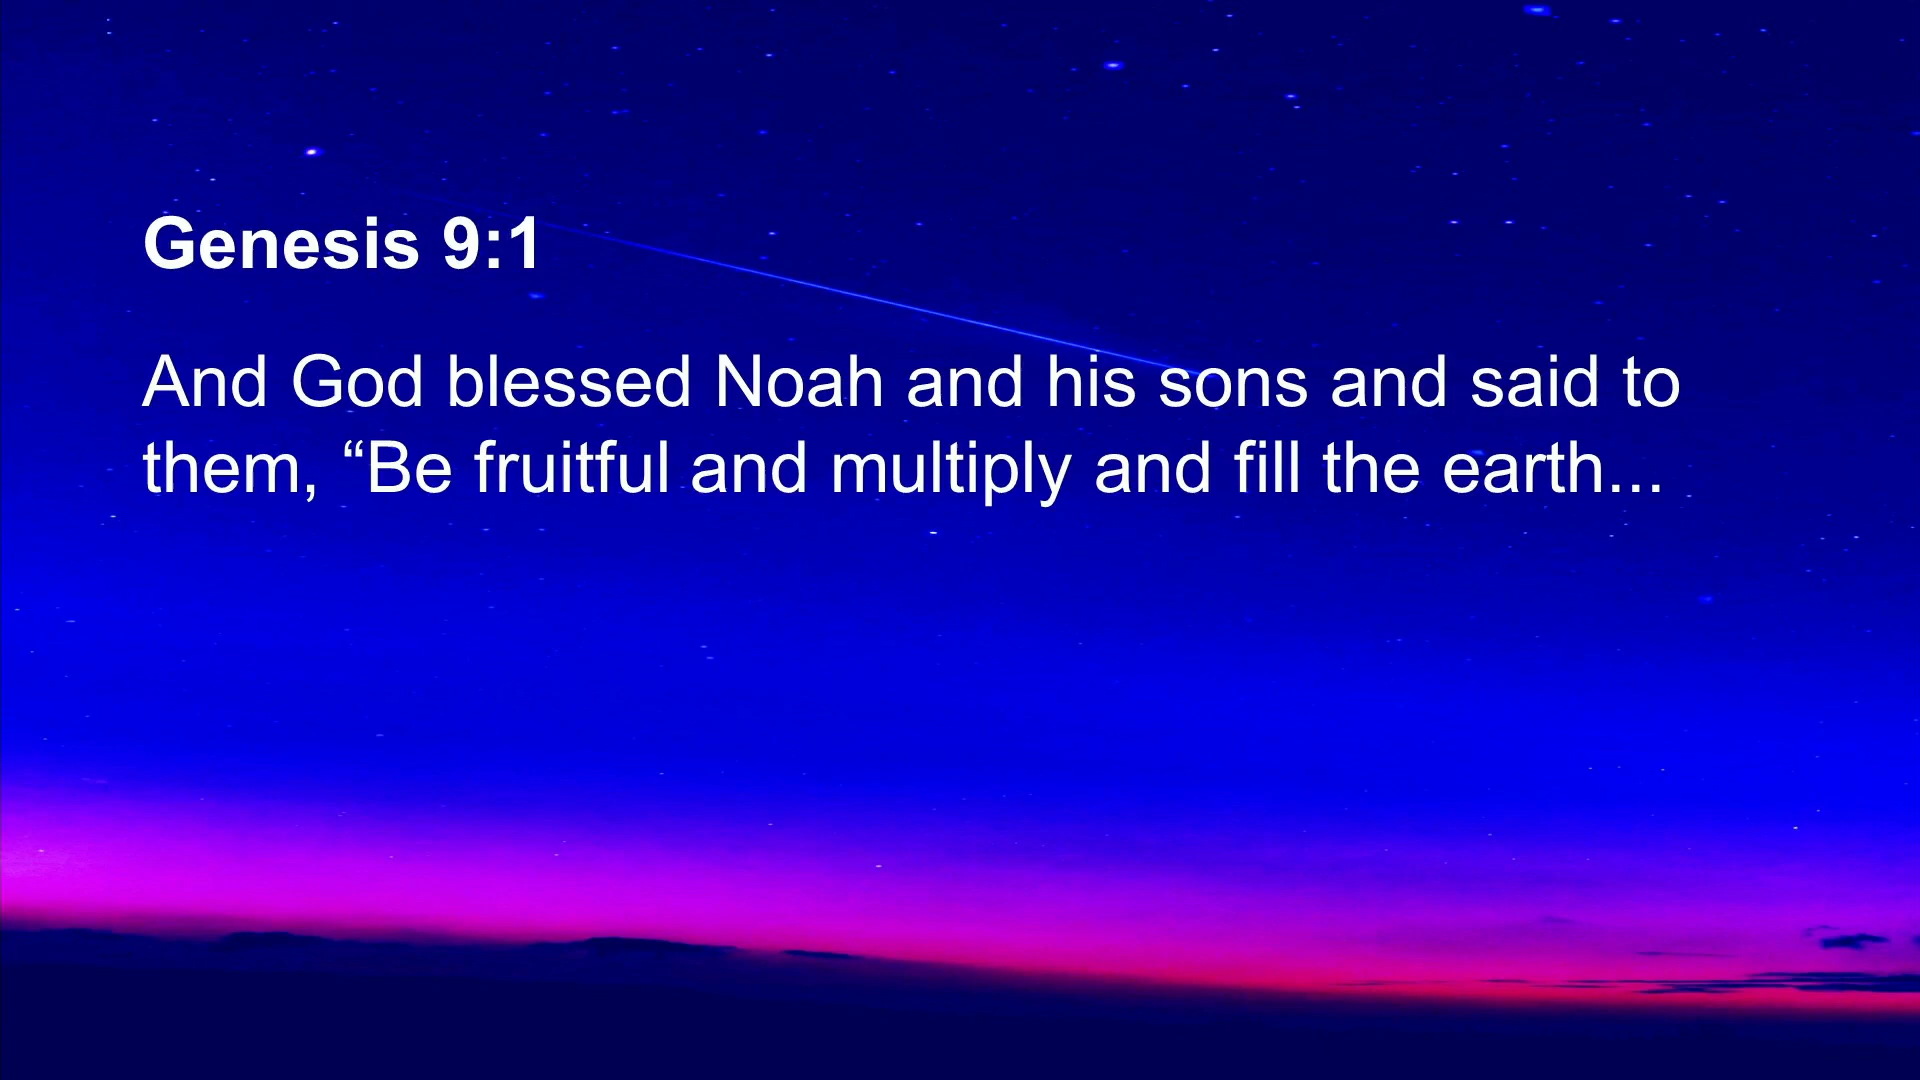 Genesis 9:1
And God blessed Noah and his sons and said to
them, “Be fruitful and multiply and fill the earth...